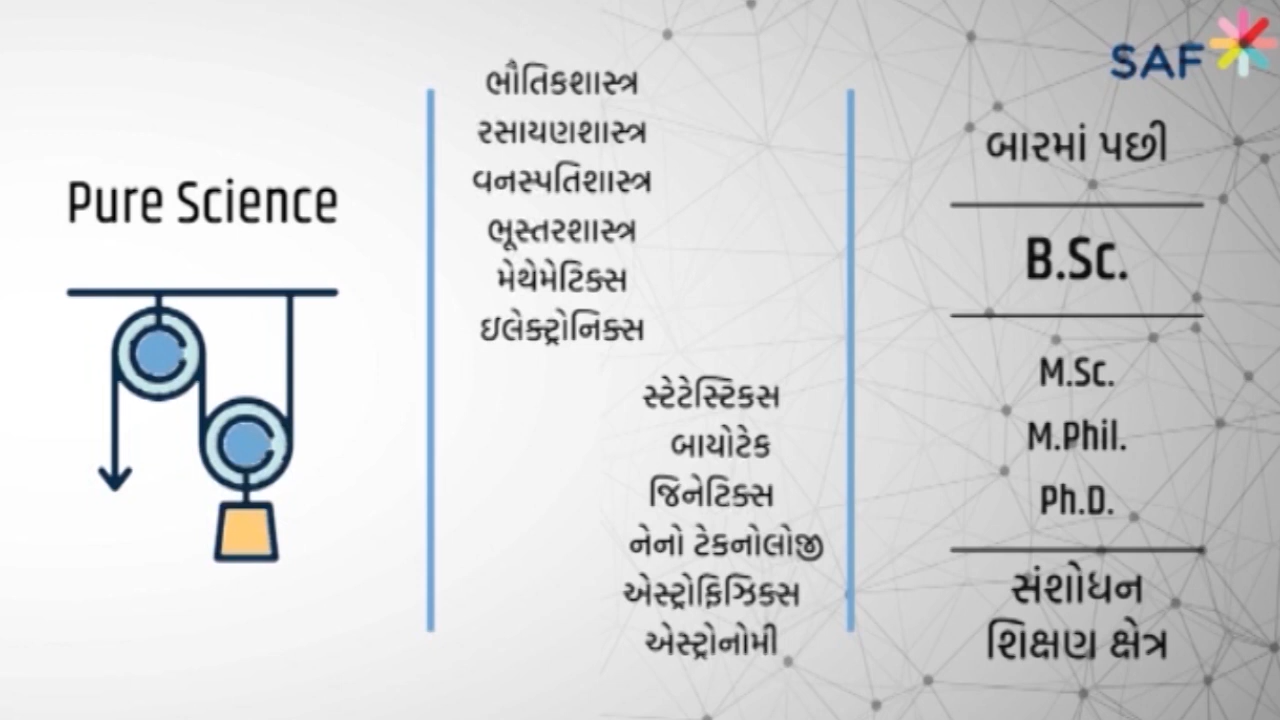 Pure Science
ભૌતિકશાસ્ત્ર
રસાયણશાસ્ત્ર
વનસ્પતિશાસ્ત્ર
ભૂસ્તરશાસ્ત્ર
મેથેમેટિક્સ
ઇલેક્ટ્રોનિક્સ
સ્ટેટેસ્ટિકસ
બાયોટેક
જિનેટિક્સ
નેનો ટેકનોલોજી
એસ્ટ્રોફિઝિક્સ
એસ્ટ્રોનોમી
SAF
બારમાં પછી
B.Sc.
M.Sc.
M.Phil.
Ph.D.
સંશોધન
શિક્ષણ ક્ષેત્ર